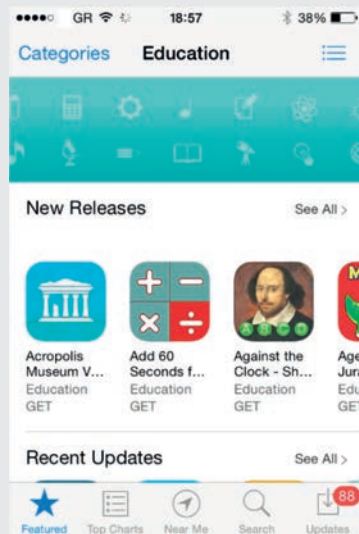 GR 18:57 38%
Categories Education
New Releases See All >
Acropolis Add 60 Against the Age
Museum V... Seconds f... Clock - Sh... Jura
Education Education Education Edu
GET GET GET GET
Recent Updates See All >
88
Featured Top Charts Near Me Search Updates